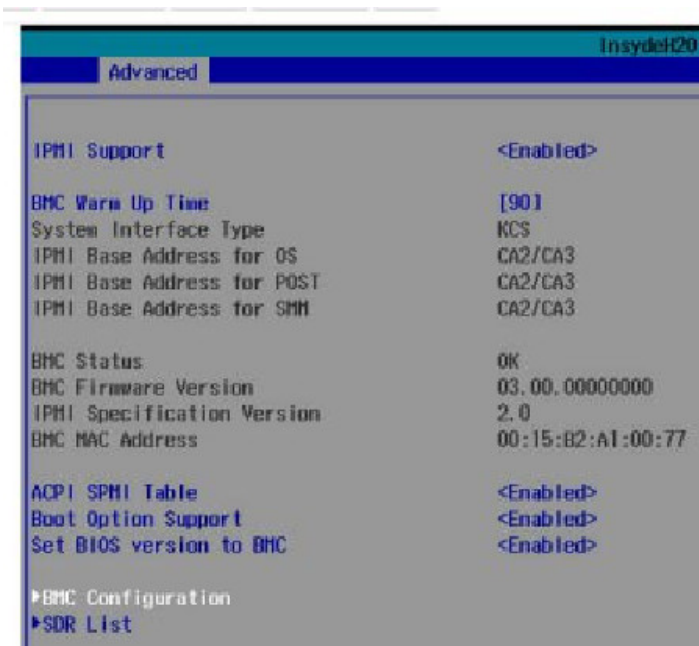 InsydeH20
Advanced
IPMI Support <Enabled>
BMC Warm Up Time [90]
System Interface Type KCS
IPMI Base Address for OS CA2/CA3
IPMI Base Address for POST CA2/CA3
IPMI Base Address for SMM CA2/CA3
BMC Status OK
BMC Firmware Version 03.00.00000000
IPMI Specification Version 2.0
BMC MAC Address 00:15:B2:A1:00:77
ACPI SPMI Table <Enabled>
Boot Option Support <Enabled>
Set BIOS version to BMC <Enabled>
►BMC Configuration
►SDR List